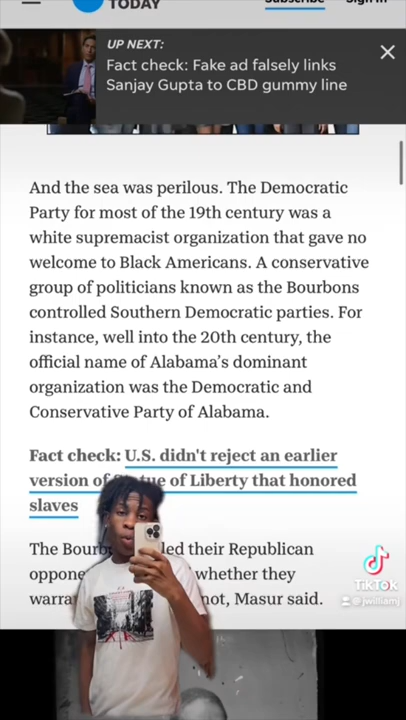 TODAY
Subscribe
Sign In
UP NEXT:
Fact check: Fake ad falsely links
Sanjay Gupta to CBD gummy line
And the sea was perilous. The Democratic
Party for most of the 19th century was a
white supremacist organization that gave no
welcome to Black Americans. A conservative
group of politicians known as the Bourbons
controlled Southern Democratic parties. For
instance, well into the 20th century, the
official name of Alabama's dominant
organization was the Democratic and
Conservative Party of Alabama.
Fact check: U.S. didn't reject an earlier
version of Statue of Liberty that honored
slaves
The led their Republican
whether they
not, Masur said.
TikTok
@jwilliamj